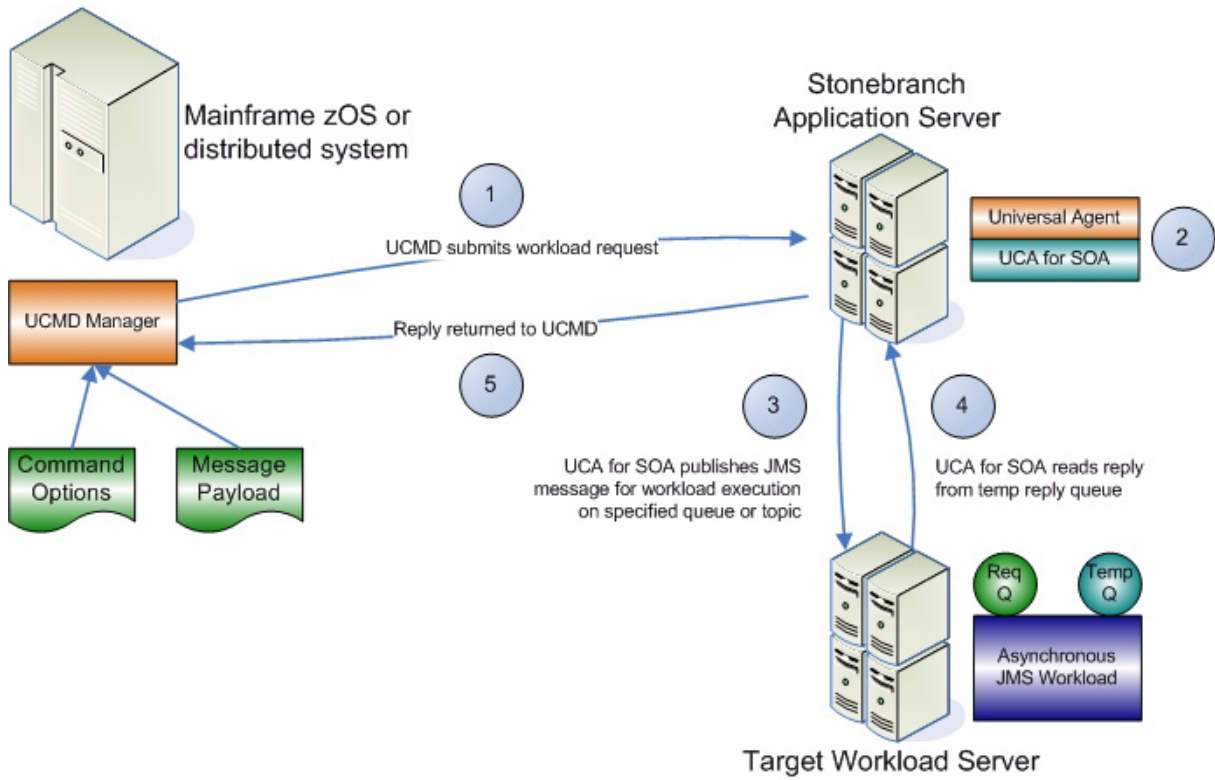 Mainframe zOS or
distributed system
Stonebranch
Application Server
1
UCMD submits workload request
Universal Agent
UCA for SOA
2
UCMD Manager
Reply returned to UCMD
5
3
4
Command
Options
Message
Payload
UCA for SOA publishes JMS
message for workload execution
on specified queue or topic
UCA for SOA reads reply
from temp reply queue
Req
Q
Temp
Q
Asynchronous
JMS Workload
Target Workload Server